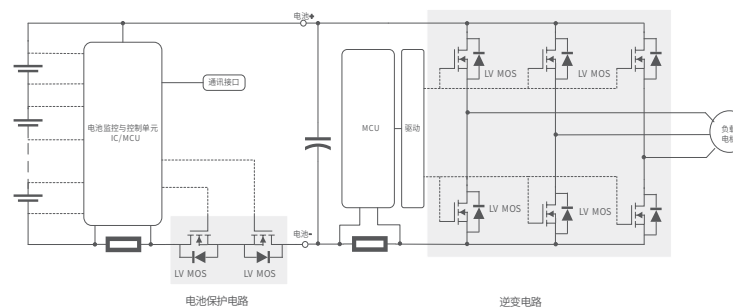 电池+
LV MOS
LV MOS
通讯接口
电池监控与控制单元
IC/MCU
MCU
驱动
负载
电机
LV MOS
LV MOS
电池-
LV MOS
LV MOS
电池保护电路
逆变电路